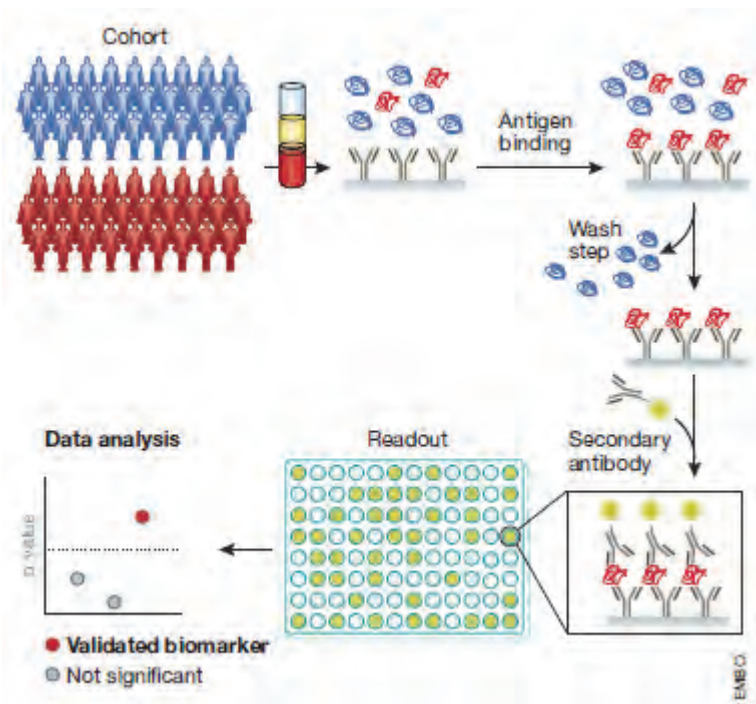 Cohort
Antigen
binding
Wash
step
Secondary
antibody
Readout
Data analysis
p value
Validated biomarker
Not significant
EMBO